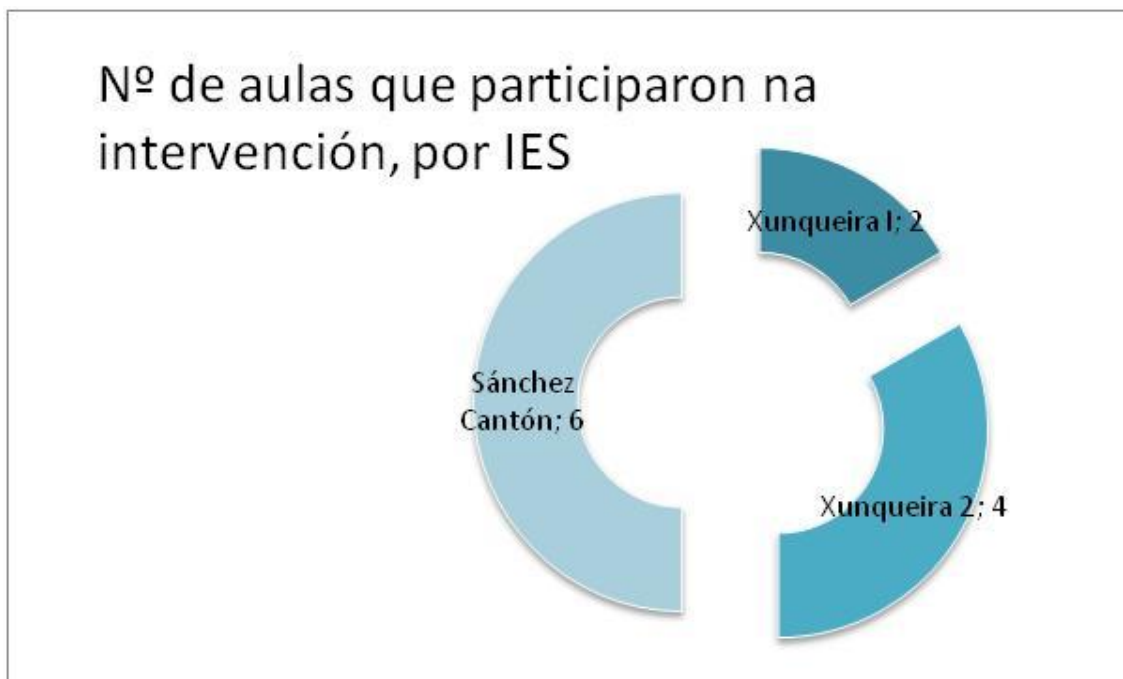 Nº de aulas que participaron na
intervención, por IES
Xunqueira I; 2
Sánchez
Cantón; 6
Xunqueira 2; 4